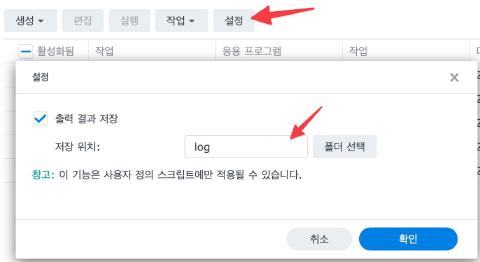 생성 편집 실행 작업 설정
활성화됨 작업 응용 프로그램 작업
설정
출력 결과 저장
저장 위치: log 폴더 선택
참고: 이 기능은 사용자 정의 스크립트에만 적용될 수 있습니다.
취소 확인